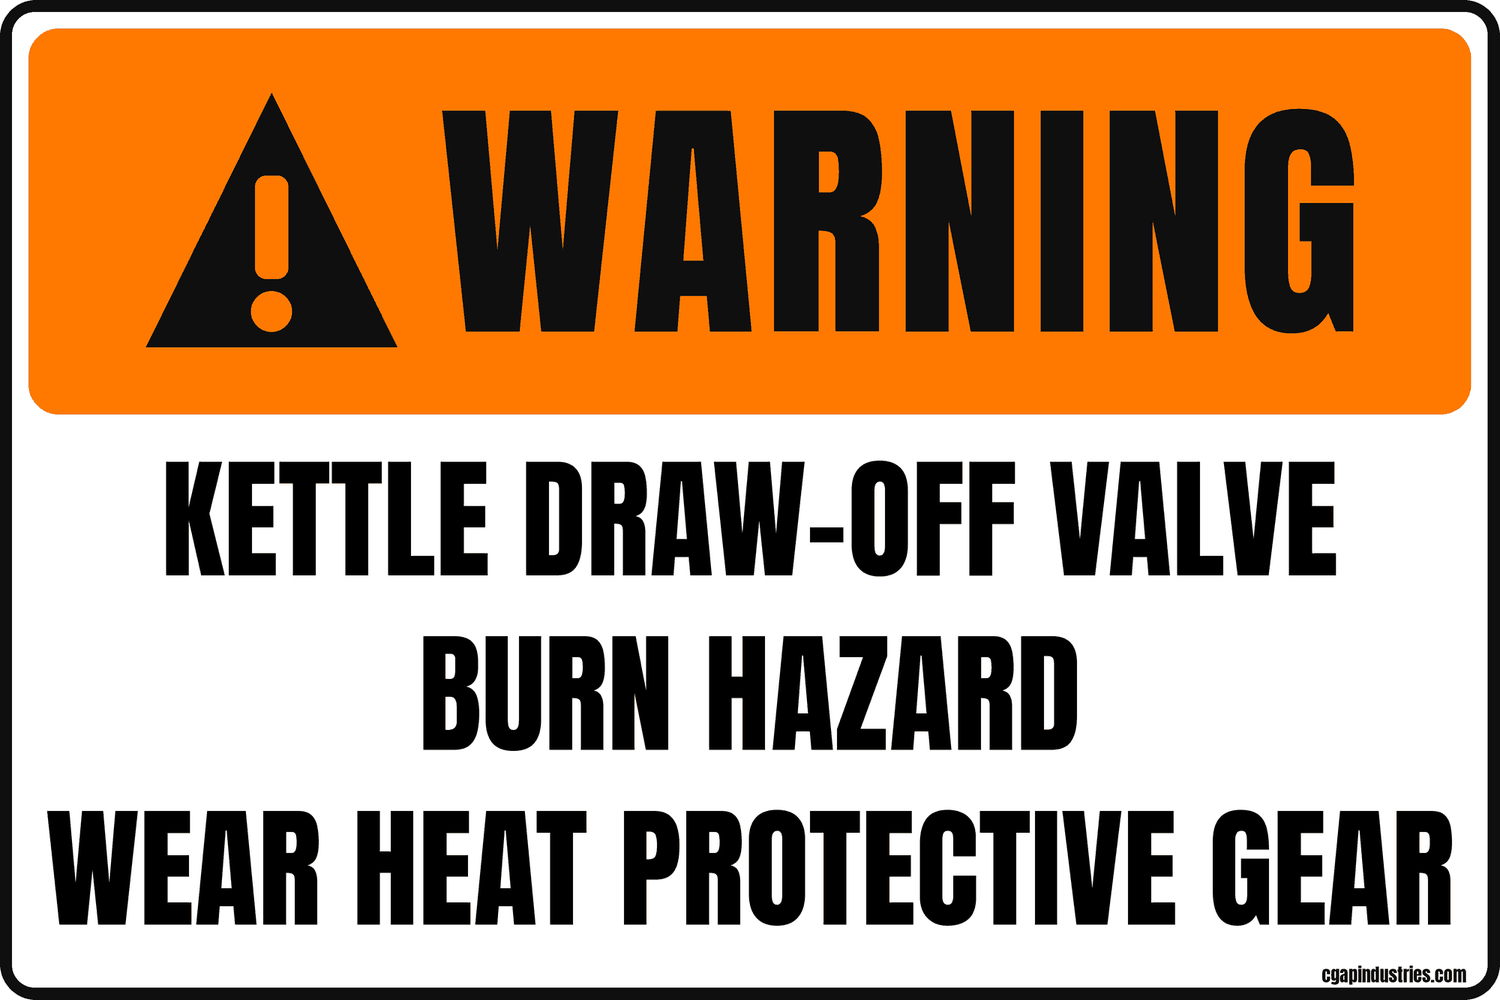 WARNING
KETTLE DRAW-OFF VALVE
BURN HAZARD
WEAR HEAT PROTECTIVE GEAR
cgapindustries.com